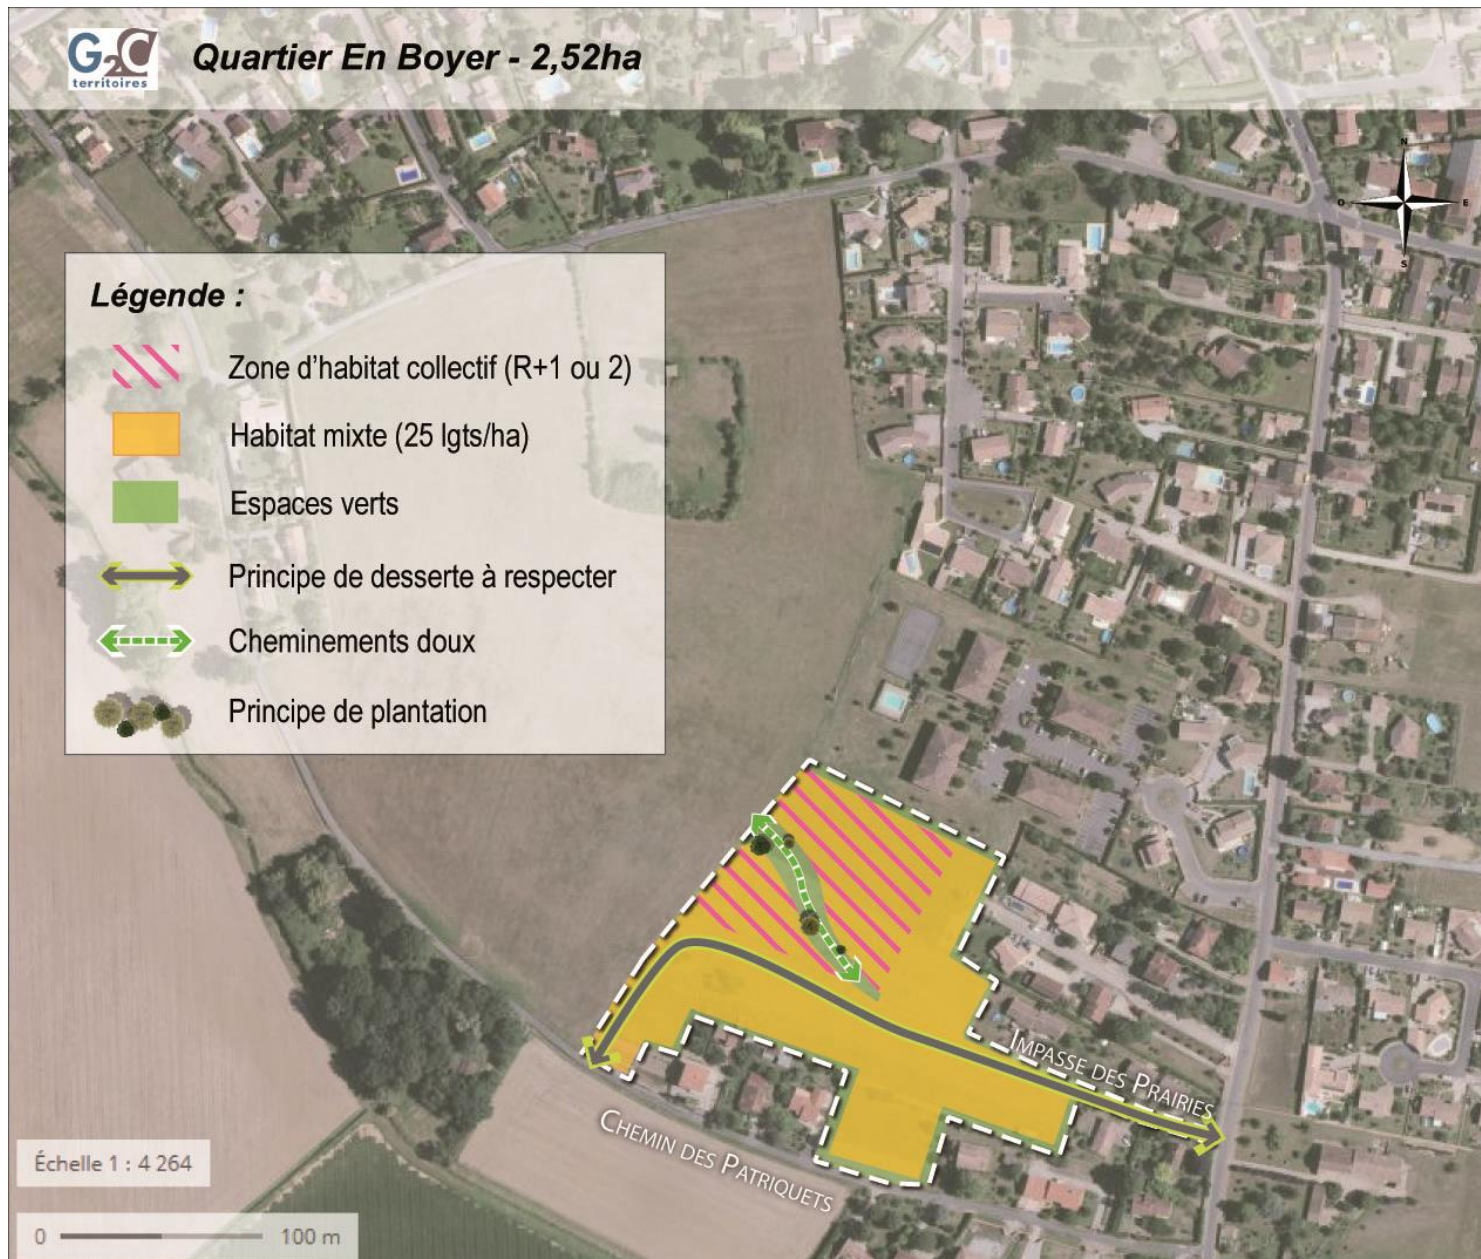 G2C
territoires
Quartier En Boyer - 2,52ha
N
O
E
S
Légende :
Zone d'habitat collectif (R+1 ou 2)
Habitat mixte (25 lgts/ha)
Espaces verts
Principe de desserte à respecter
Cheminements doux
Principe de plantation
IMPASSE DES PRAIRIES
CHEMIN DES PATRIQUETS
Échelle 1 : 4 264
0 100 m